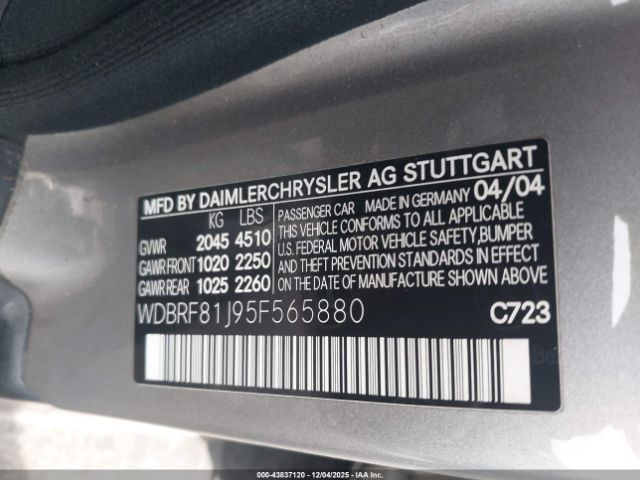 MFD BY DAIMLERCHRYSLER AG STUTTGART
KG LBS
GVWR 2045 4510
GAWR FRONT 1020 2250
GAWR REAR 1025 2260
PASSENGER CAR MADE IN GERMANY 04/04
THIS VEHICLE CONFORMS TO ALL APPLICABLE
U.S. FEDERAL MOTOR VEHICLE SAFETY,BUMPER
AND THEFT PREVENTION STANDARDS IN EFFECT
ON THE DATE OF MANUFACTURE SHOWN ABOVE
WDBRF81J95F565880 C723
000-43837120 | 12/04/2025 - IAAI.COM